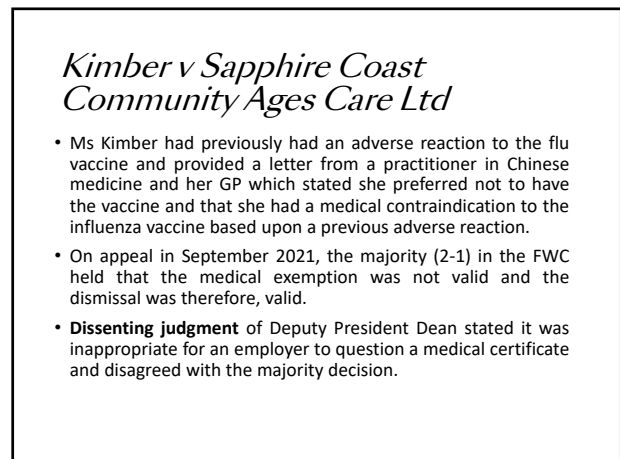 Kimber v Sapphire Coast
Community Ages Care Ltd
• Ms Kimber had previously had an adverse reaction to the flu
vaccine and provided a letter from a practitioner in Chinese
medicine and her GP which stated she preferred not to have
the vaccine and that she had a medical contraindication to the
influenza vaccine based upon a previous adverse reaction.
• On appeal in September 2021, the majority (2-1) in the FWC
held that the medical exemption was not valid and the
dismissal was therefore, valid.
• Dissenting judgment of Deputy President Dean stated it was
inappropriate for an employer to question a medical certificate
and disagreed with the majority decision.